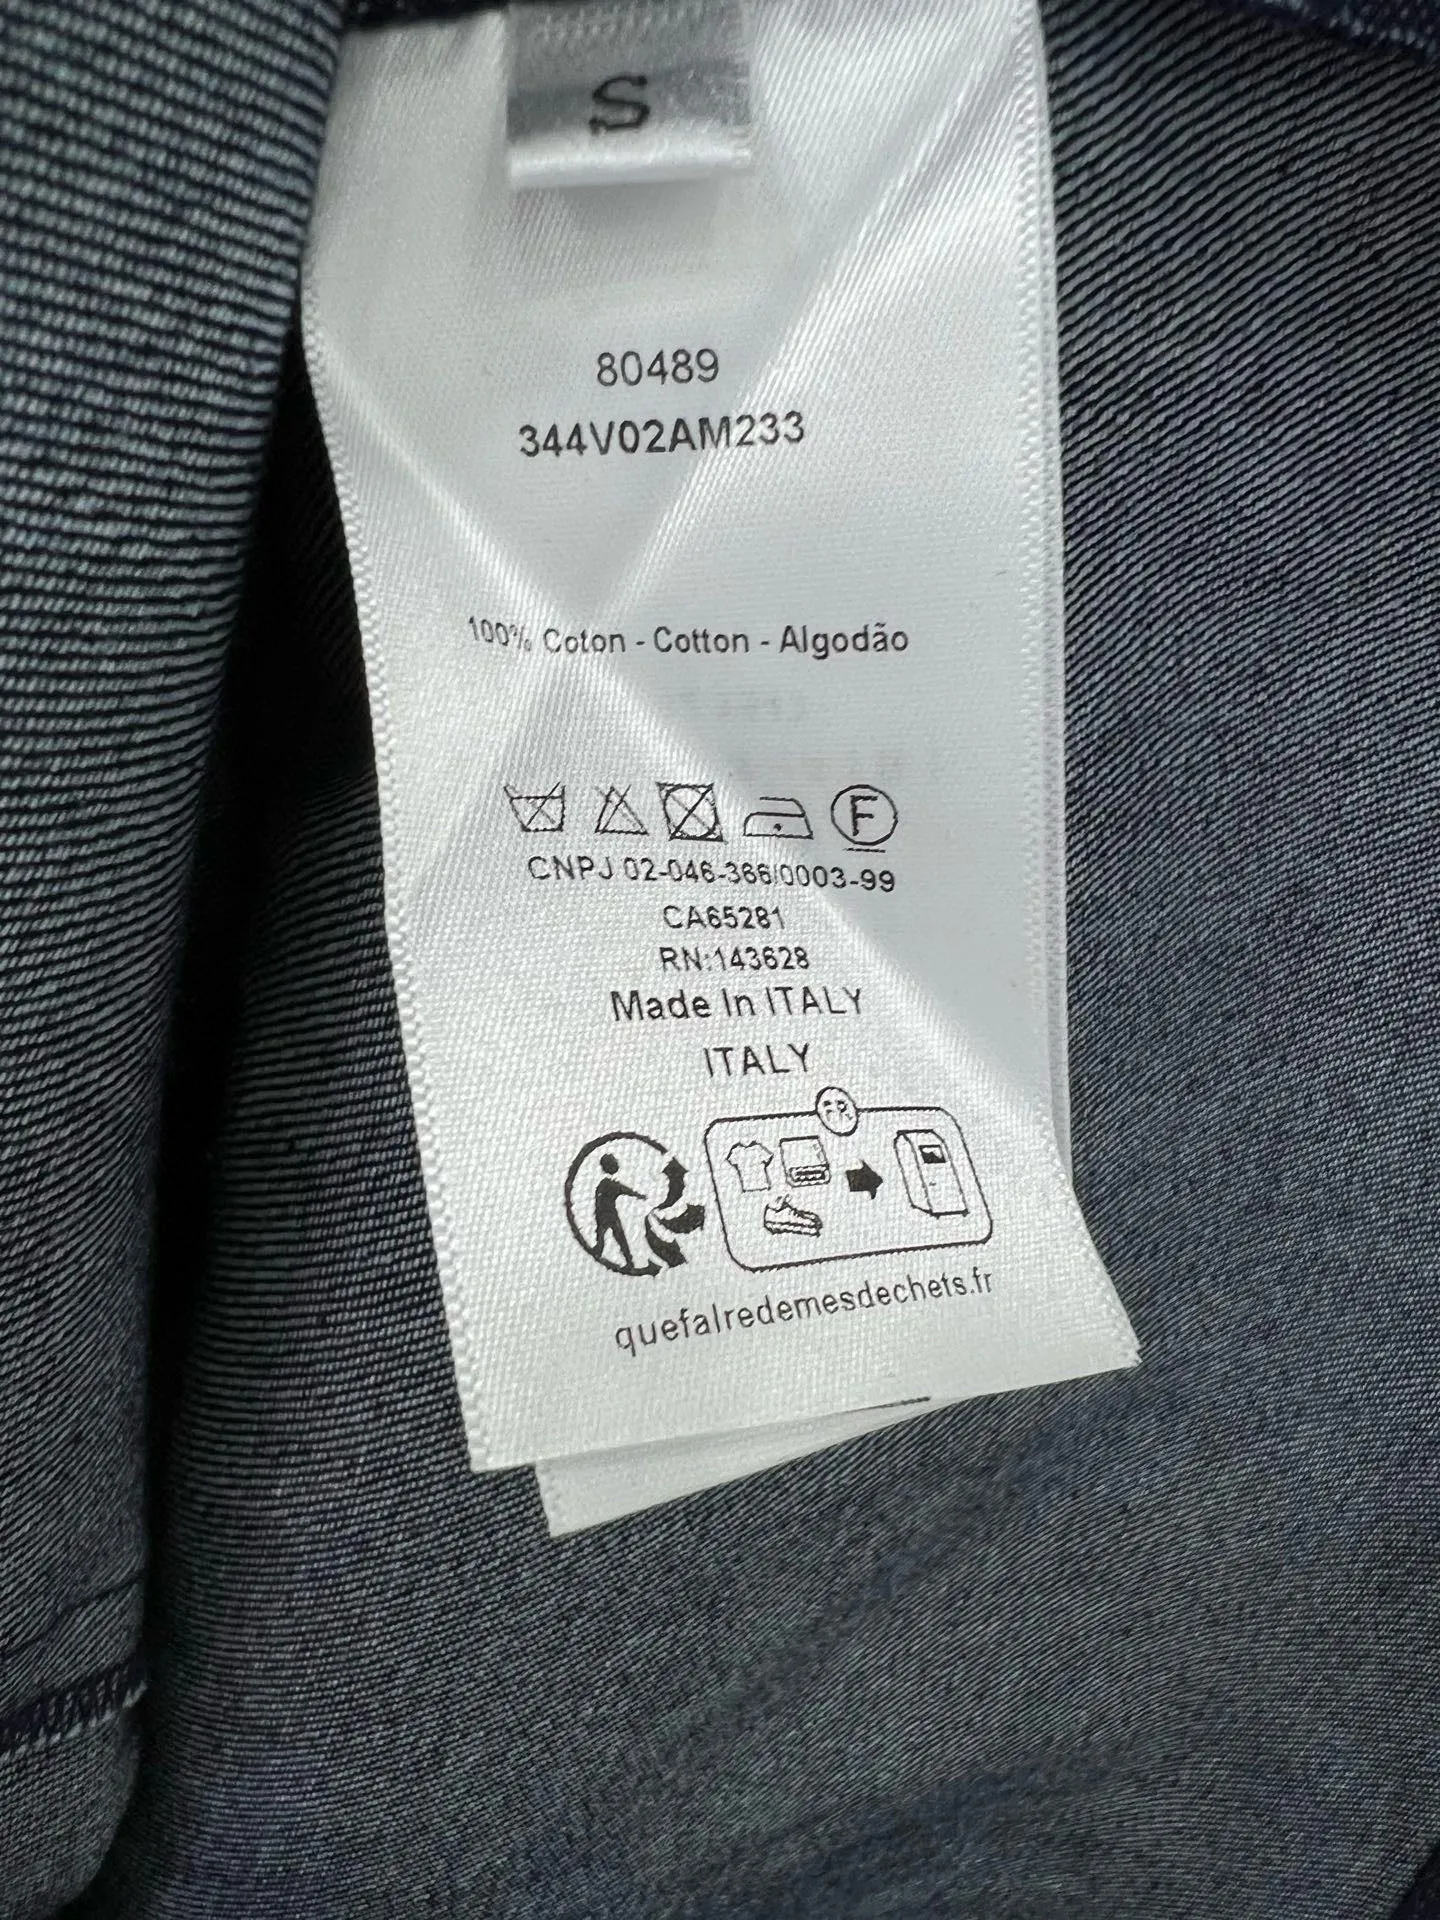 S
80489
344V02AM233
100% Coton - Cotton - Algodão
F
CNPJ 02-046-366/0003-99
CA65281
RN:143628
Made In ITALY
ITALY
FR
quefairedemesdechets.fr